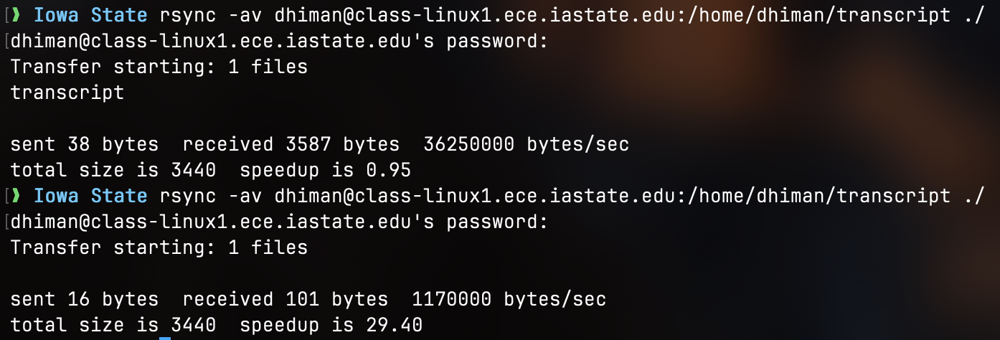 [❱ Iowa State rsync -av dhiman@class-linux1.ece.iastate.edu:/home/dhiman/transcript ./
[dhiman@class-linux1.ece.iastate.edu's password:
Transfer starting: 1 files
transcript
sent 38 bytes  received 3587 bytes  36250000 bytes/sec
total size is 3440  speedup is 0.95
[❱ Iowa State rsync -av dhiman@class-linux1.ece.iastate.edu:/home/dhiman/transcript ./
[dhiman@class-linux1.ece.iastate.edu's password:
Transfer starting: 1 files
sent 16 bytes  received 101 bytes  1170000 bytes/sec
total size is 3440  speedup is 29.40